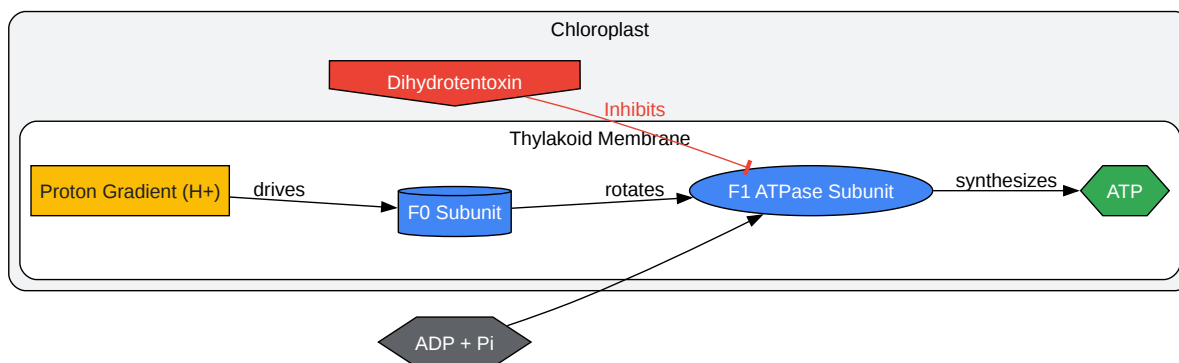 Chloroplast
Dihydrotentoxin
Inhibits
Thylakoid Membrane
Proton Gradient (H+)
drives
F0 Subunit
rotates
F1 ATPase Subunit
synthesizes
ATP
ADP + Pi